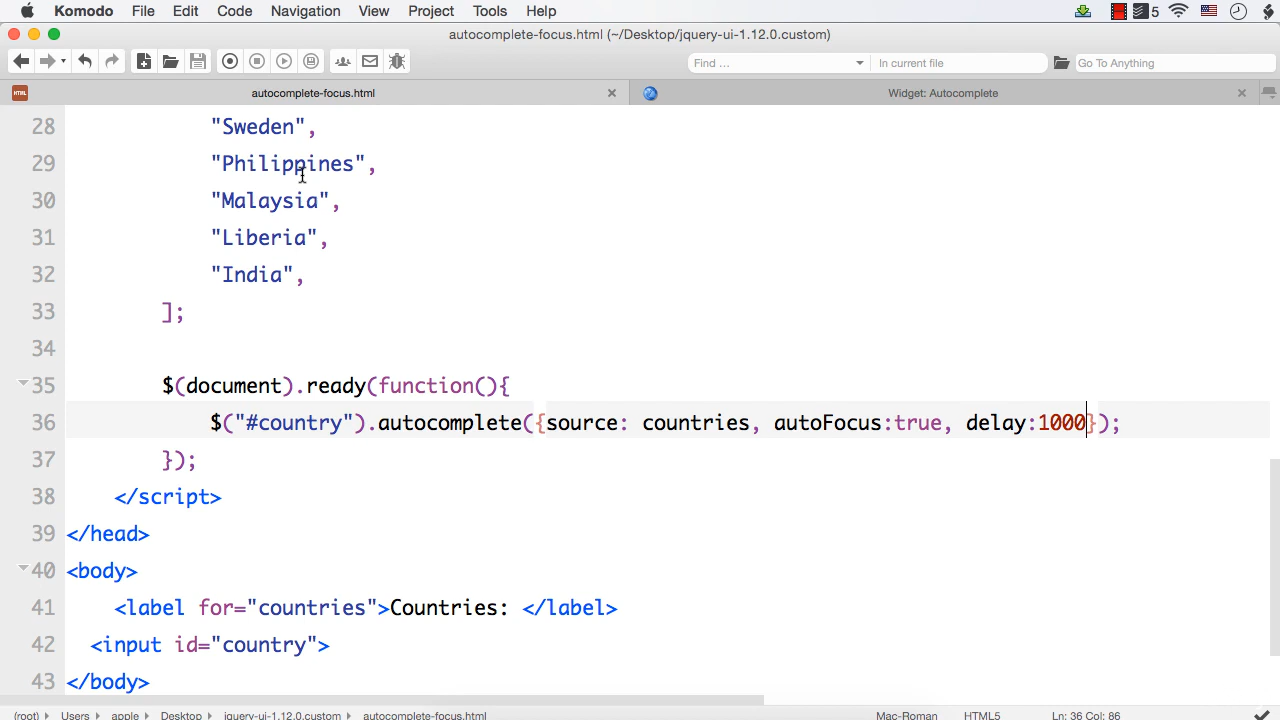 Komodo File Edit Code Navigation View Project Tools Help 5
autocomplete-focus.html (~/Desktop/jquery-ui-1.12.0.custom)
Find ... In current file Go To Anything
HTML autocomplete-focus.html Widget: Autocomplete
28 "Sweden",
29 "Philippines",
30 "Malaysia",
31 "Liberia",
32 "India",
33 ];
34
35 $(document).ready(function(){
36 $("#country").autocomplete({source: countries, autoFocus:true, delay:1000});
37 });
38 </script>
39 </head>
40 <body>
41 <label for="countries">Countries: </label>
42 <input id="country">
43 </body>
(root) Users apple Desktop jquery-ui-1.12.0.custom autocomplete-focus.html Mac-Roman HTML5 Ln: 36 Col: 86